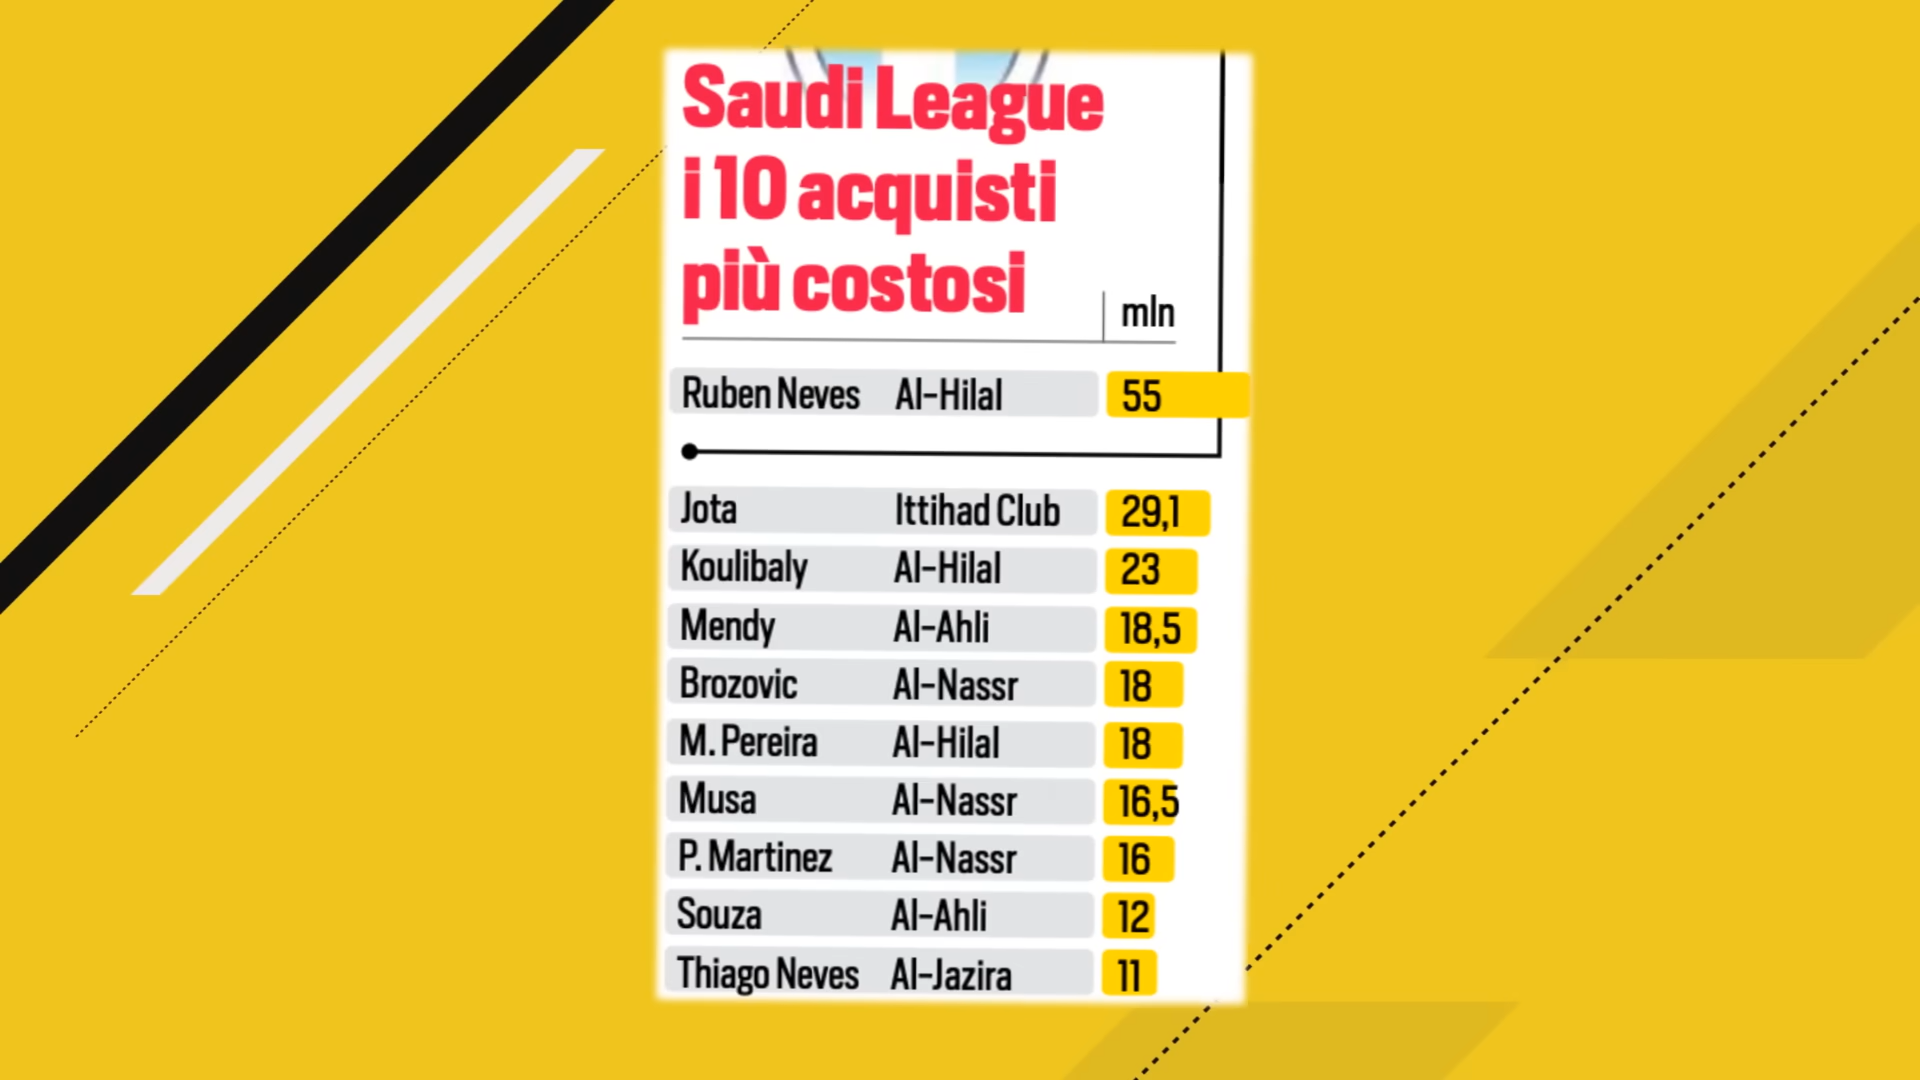 Saudi League
i 10 acquisti
più costosi
mln
Ruben Neves Al-Hilal 55
Jota Ittihad Club 29,1
Koulibaly Al-Hilal 23
Mendy Al-Ahli 18,5
Brozovic Al-Nassr 18
M. Pereira Al-Hilal 18
Musa Al-Nassr 16,5
P. Martinez Al-Nassr 16
Souza Al-Ahli 12
Thiago Neves Al-Jazira 11